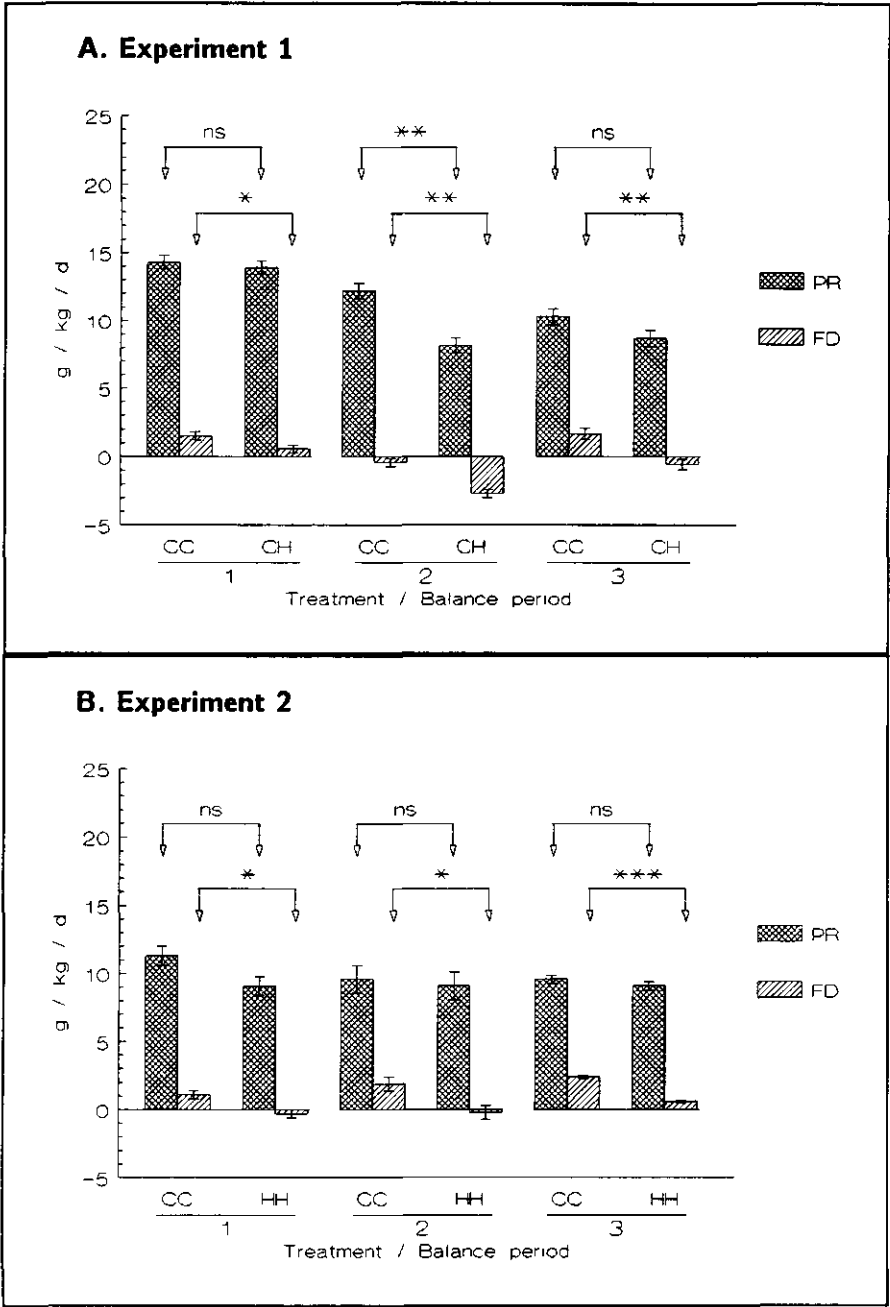 A. Experiment 1
25
20
15
10
5
0
−5
g / kg / d
ns
**
ns
*
**
**
PR
FD
CC CH CC CH CC CH
1 2 3
Treatment / Balance period
B. Experiment 2
25
20
15
10
5
0
−5
g / kg / d
ns
ns
ns
*
*
***
PR
FD
CC HH CC HH CC HH
1 2 3
Treatment / Balance period